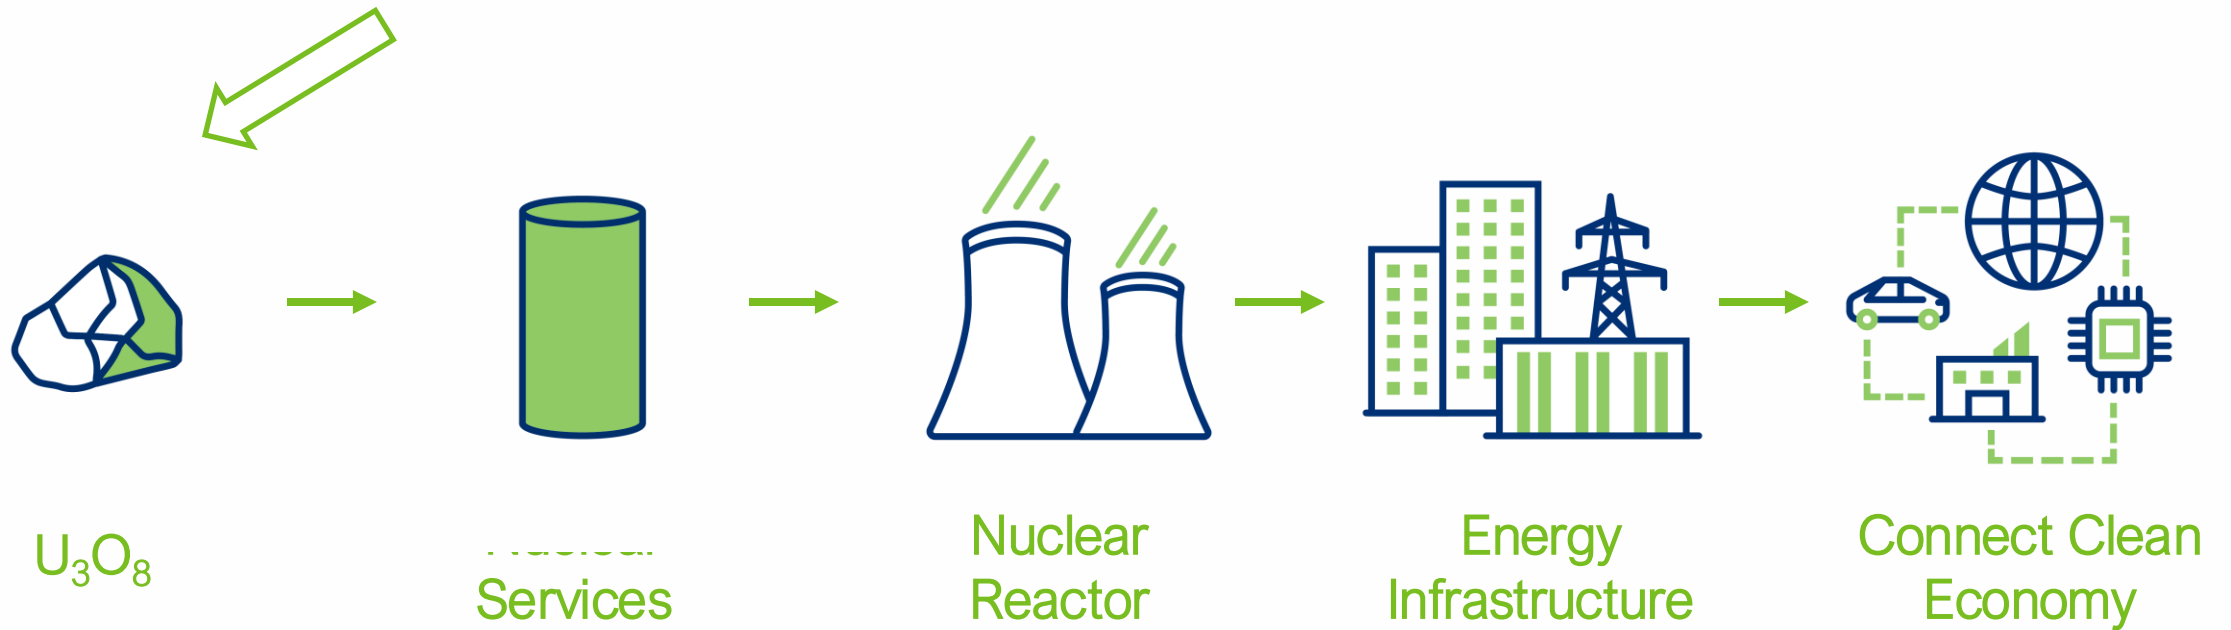 U₃O₈
Services
Nuclear
Reactor
Energy
Infrastructure
Connect Clean
Economy